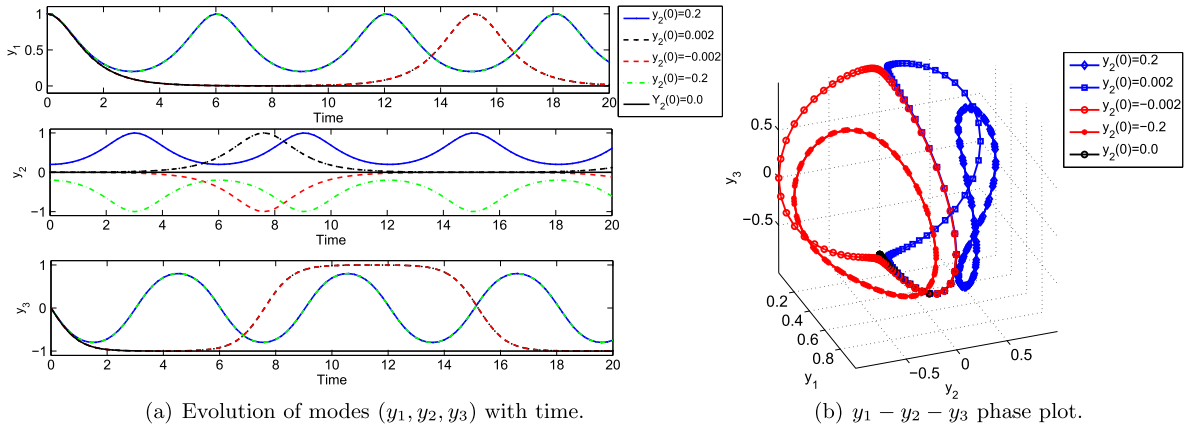 1
0.5
0
y1
0 2 4 6 8 10 12 14 16 18 20
Time
y2(0)=0.2
y2(0)=0.002
y2(0)=−0.002
y2(0)=−0.2
Y2(0)=0.0
1
0
−1
y2
0 2 4 6 8 10 12 14 16 18 20
Time
1
0
−1
y3
0 2 4 6 8 10 12 14 16 18 20
Time
(a) Evolution of modes (y1, y2, y3) with time.
y2(0)=0.2
y2(0)=0.002
y2(0)=−0.002
y2(0)=−0.2
y2(0)=0.0
0.5
0
−0.5
y3
0.2
0.4
0.6
0.8
y1
−0.5 0 0.5
y2
(b) y1 − y2 − y3 phase plot.